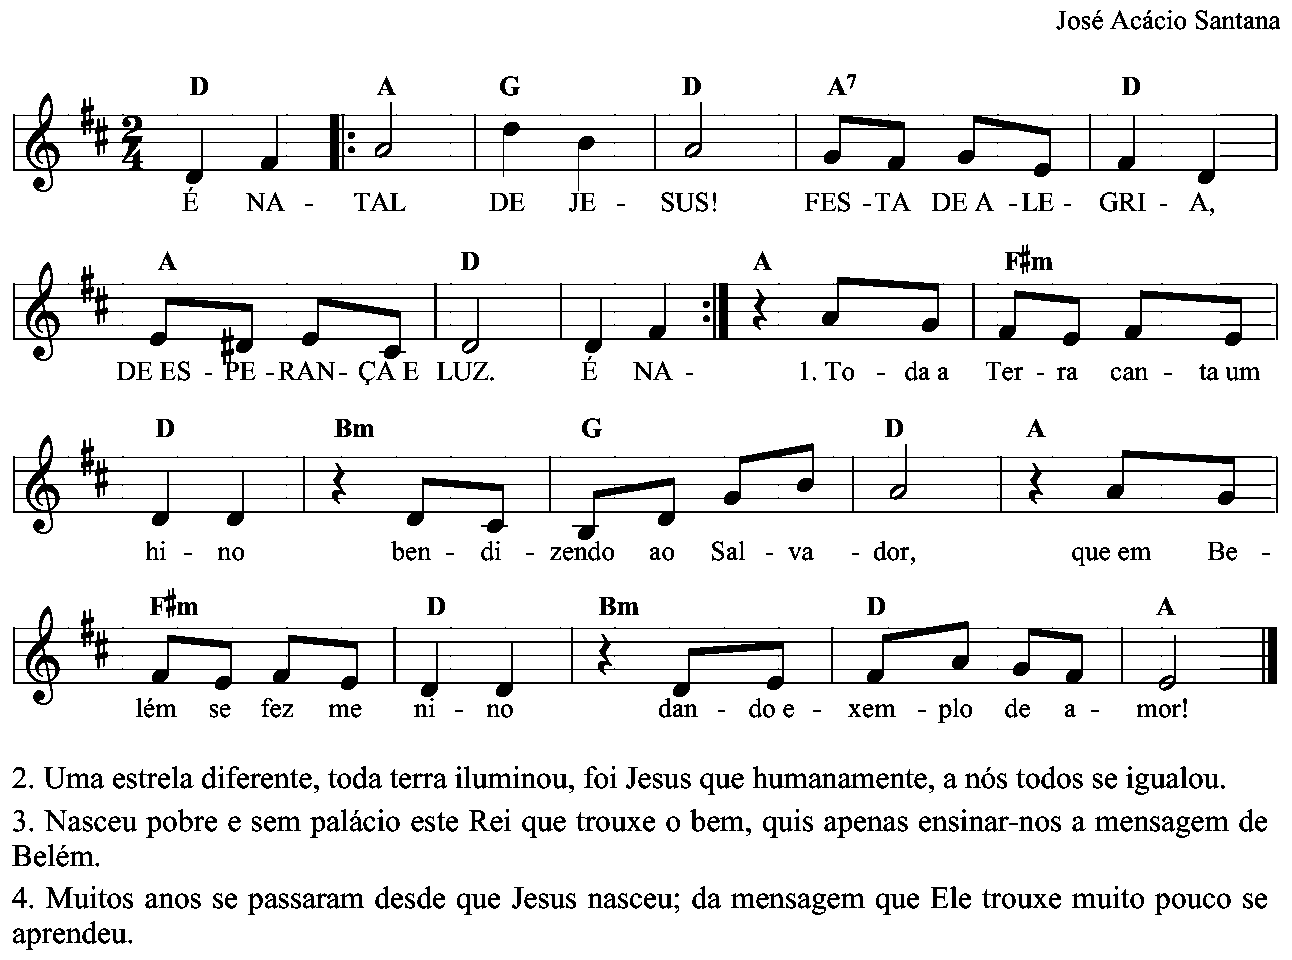 José Acácio Santana
D A G D A7 D
2 4
É NA - TAL DE JE - SUS! FES -TA DE A -LE - GRI - A,
A D A F#m
DE ES - PE -RAN- ÇA E LUZ. É NA - 1. To - da a Ter - ra can - ta um
D Bm G D A
hi - no ben - di - zendo ao Sal - va - dor, que em Be -
F#m D Bm D A
lém se fez me ni - no dan - do e - xem - plo de a - mor!
2. Uma estrela diferente, toda terra iluminou, foi Jesus que humanamente, a nós todos se igualou.
3. Nasceu pobre e sem palácio este Rei que trouxe o bem, quis apenas ensinar-nos a mensagem de
Belém.
4. Muitos anos se passaram desde que Jesus nasceu; da mensagem que Ele trouxe muito pouco se
aprendeu.